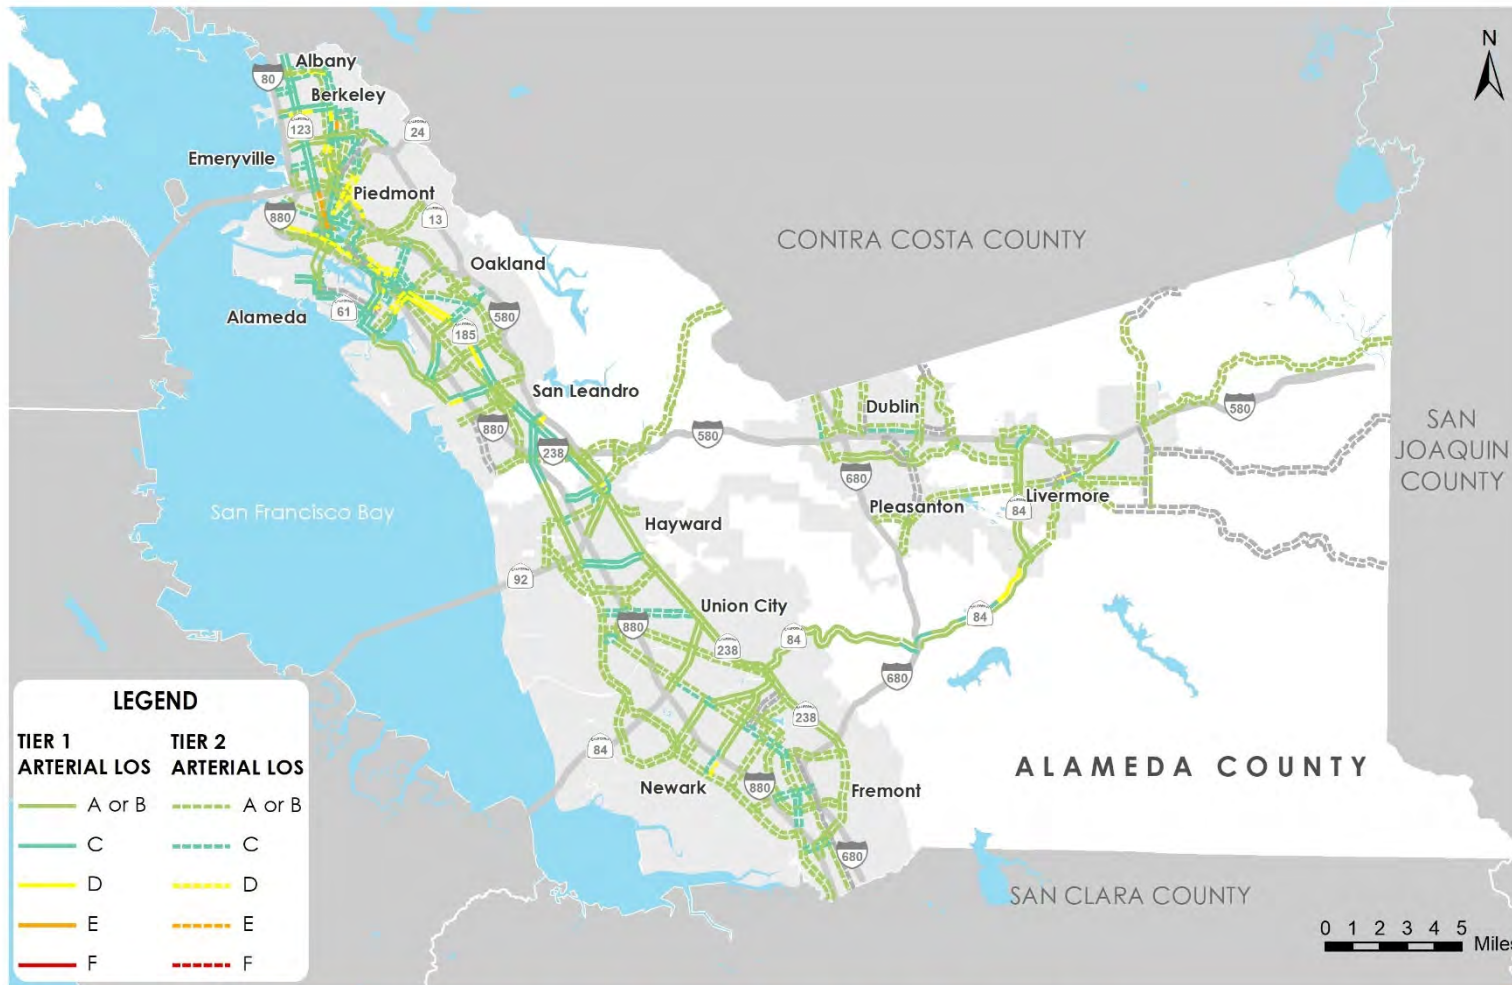 N
Albany
80
Berkeley
123
24
Emeryville
Piedmont
880
13
CONTRA COSTA COUNTY
Oakland
Alameda
61
580
185
San Leandro
Dublin
880
580
580
238
SAN
JOAQUIN
COUNTY
680
Pleasanton
Livermore
84
San Francisco Bay
Hayward
92
Union City
84
880
84
238
680
238
84
ALAMEDA COUNTY
Newark
880
Fremont
680
SAN CLARA COUNTY
LEGEND
TIER 1
ARTERIAL LOS
A or B
C
D
E
F
TIER 2
ARTERIAL LOS
A or B
C
D
E
F
0 1 2 3 4 5
Miles